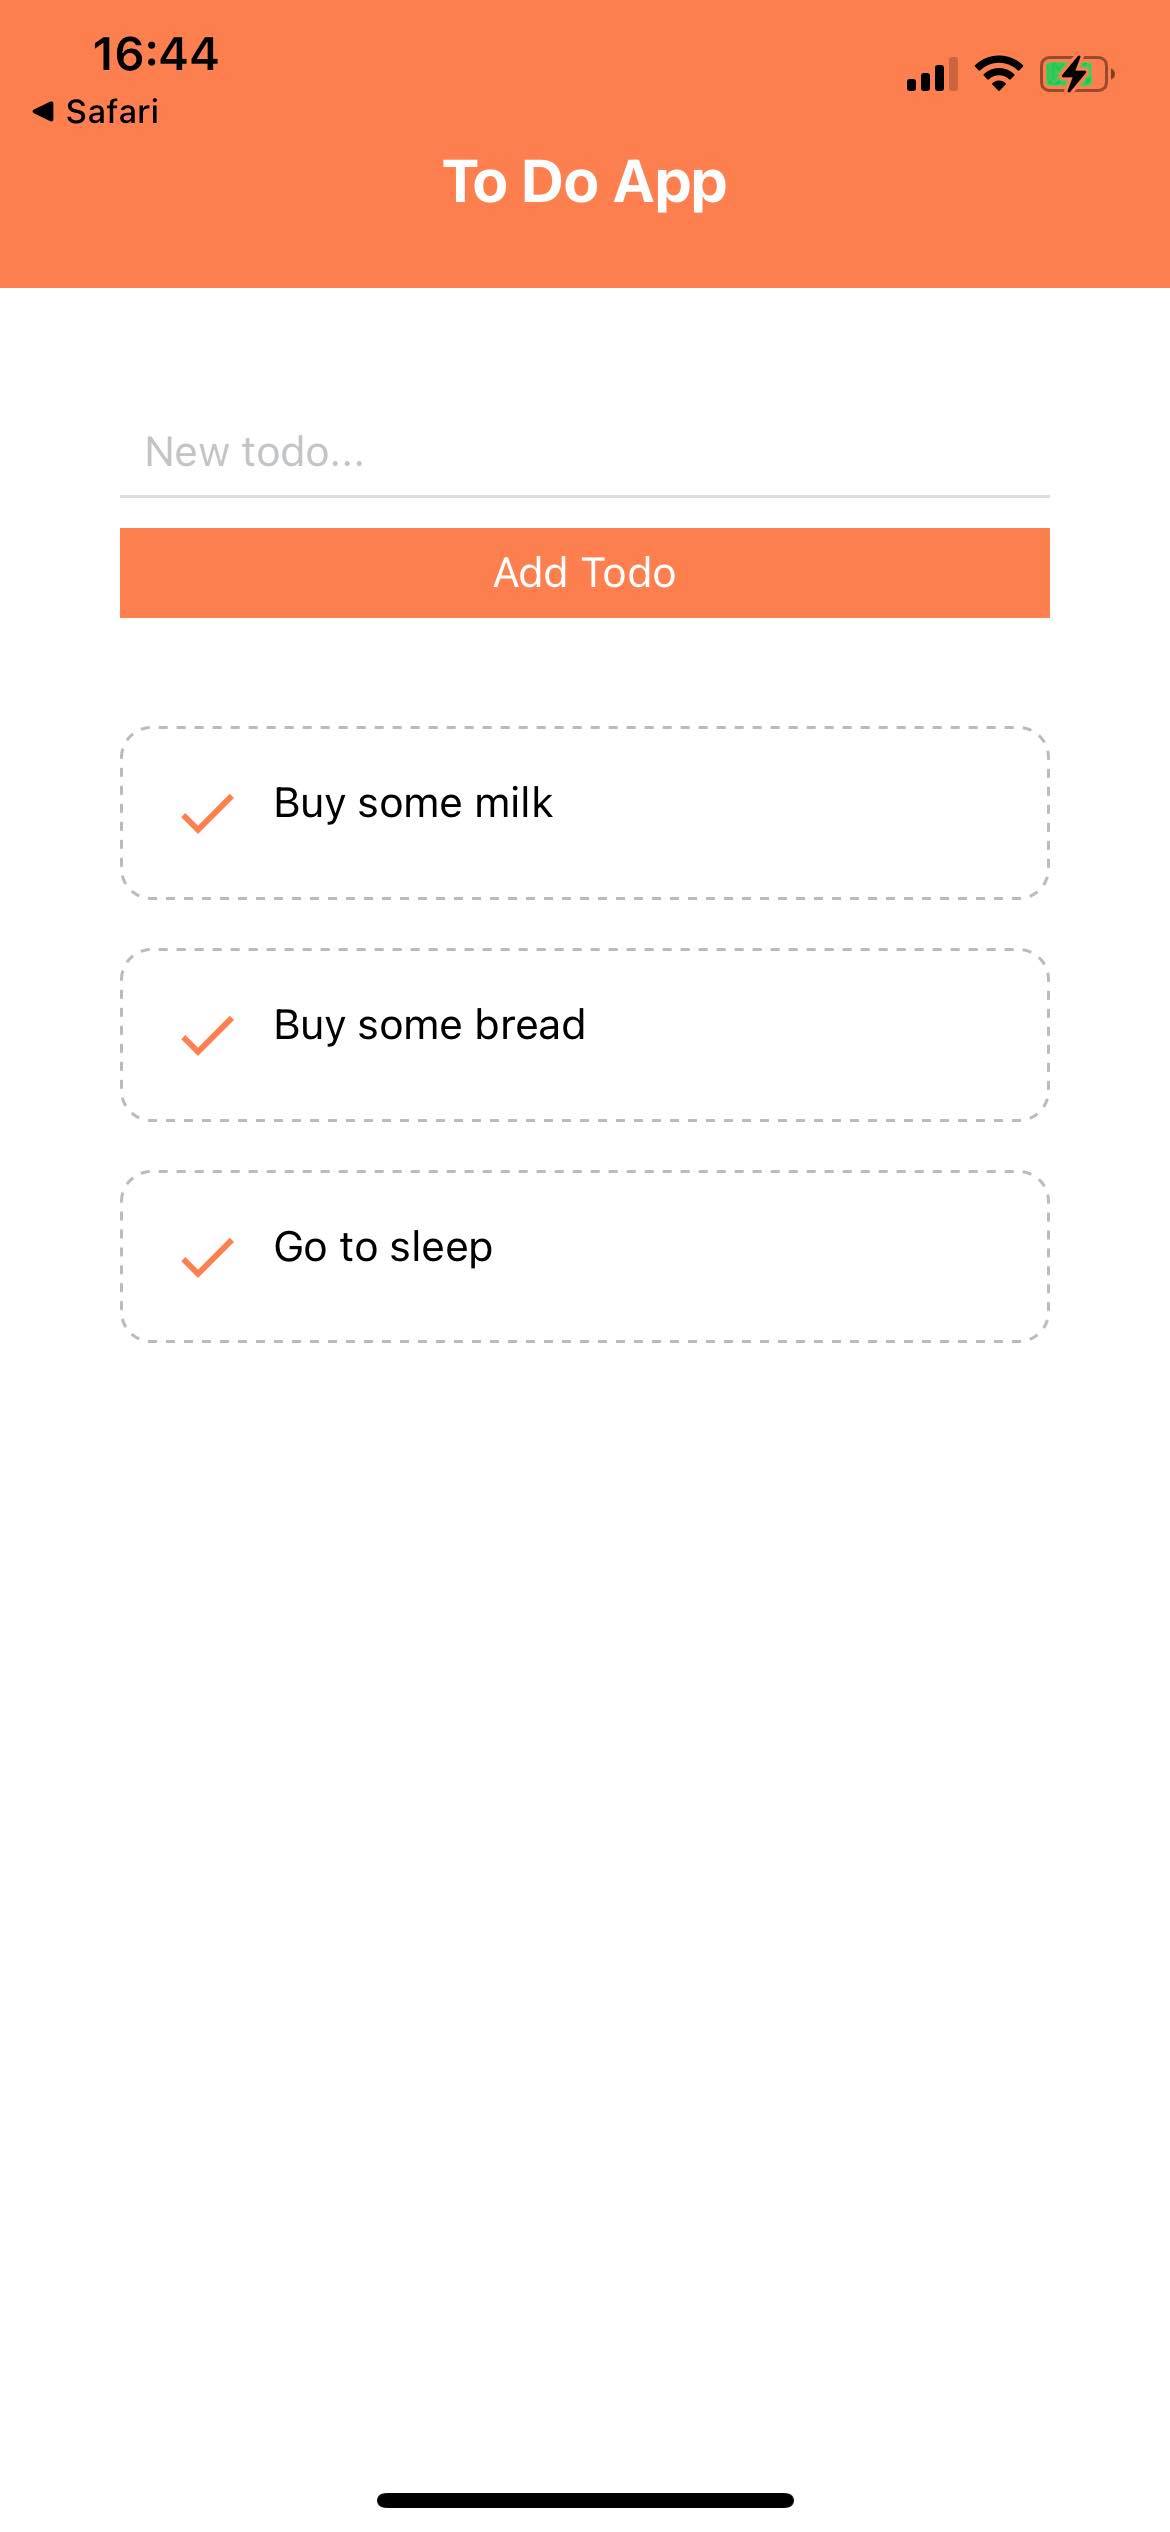 16:44
Safari
To Do App
New todo...
Add Todo
Buy some milk
Buy some bread
Go to sleep